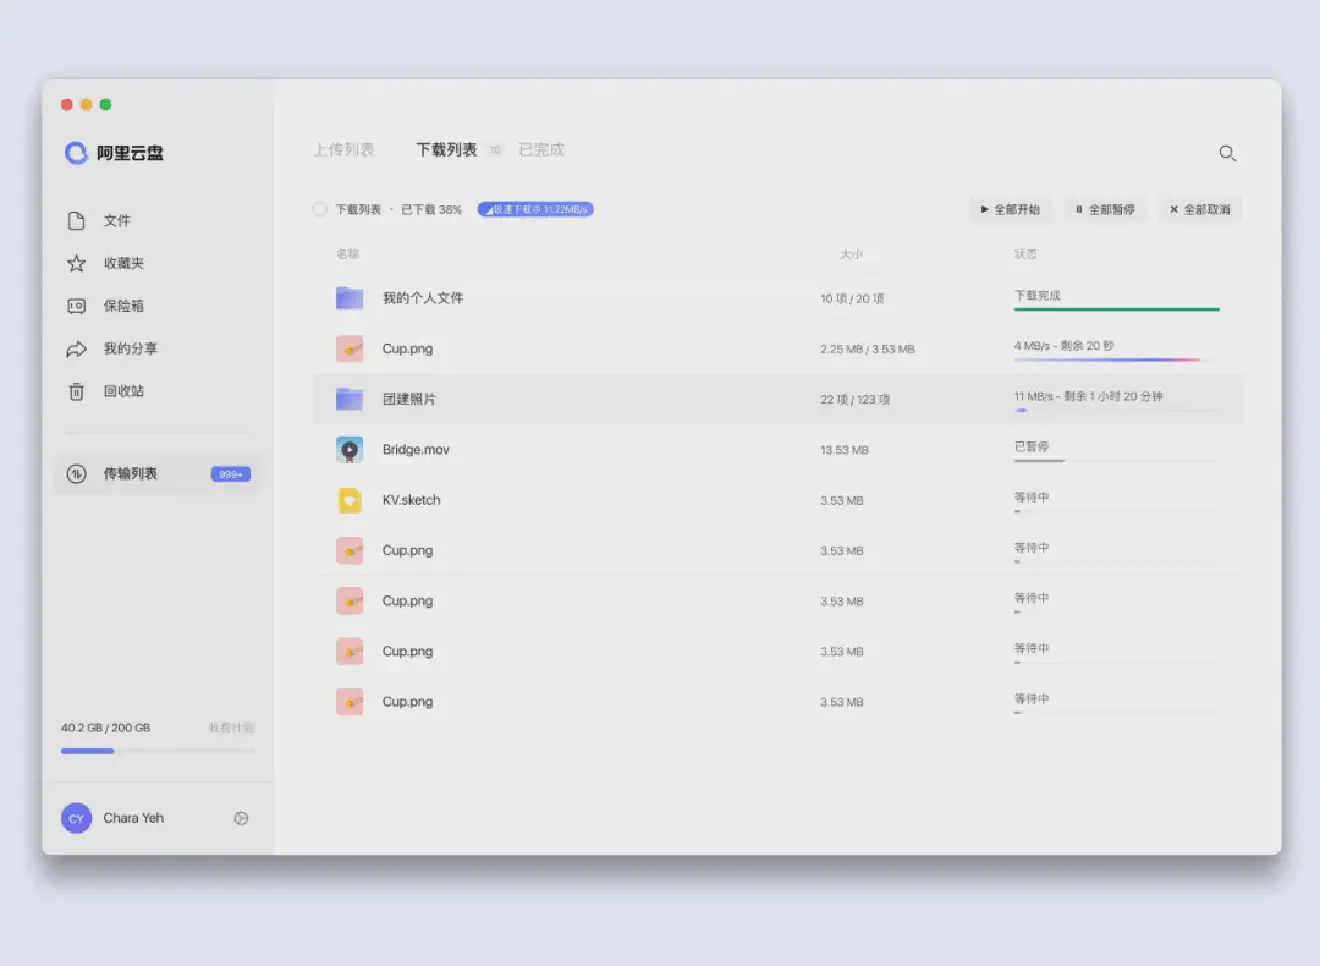 阿里云盘
文件
收藏夹
保险箱
我的分享
回收站
传输列表 999+
40.2 GB / 200 GB
CY Chara Yeh
上传列表 下载列表 10 已完成
下载列表 · 已下载 38% 极速下载中 11.22MB/s
全部开始 全部暂停 全部取消
名称 大小 状态
我的个人文件 10 项 / 20 项 下载完成
Cup.png 2.25 MB / 3.53 MB 4 MB/s - 剩余 20 秒
团建照片 22 项 / 123 项 11 MB/s - 剩余 1 小时 20 分钟
Bridge.mov 13.53 MB 已暂停
KV.sketch 3.53 MB 等待中
Cup.png 3.53 MB 等待中
Cup.png 3.53 MB 等待中
Cup.png 3.53 MB 等待中
Cup.png 3.53 MB 等待中